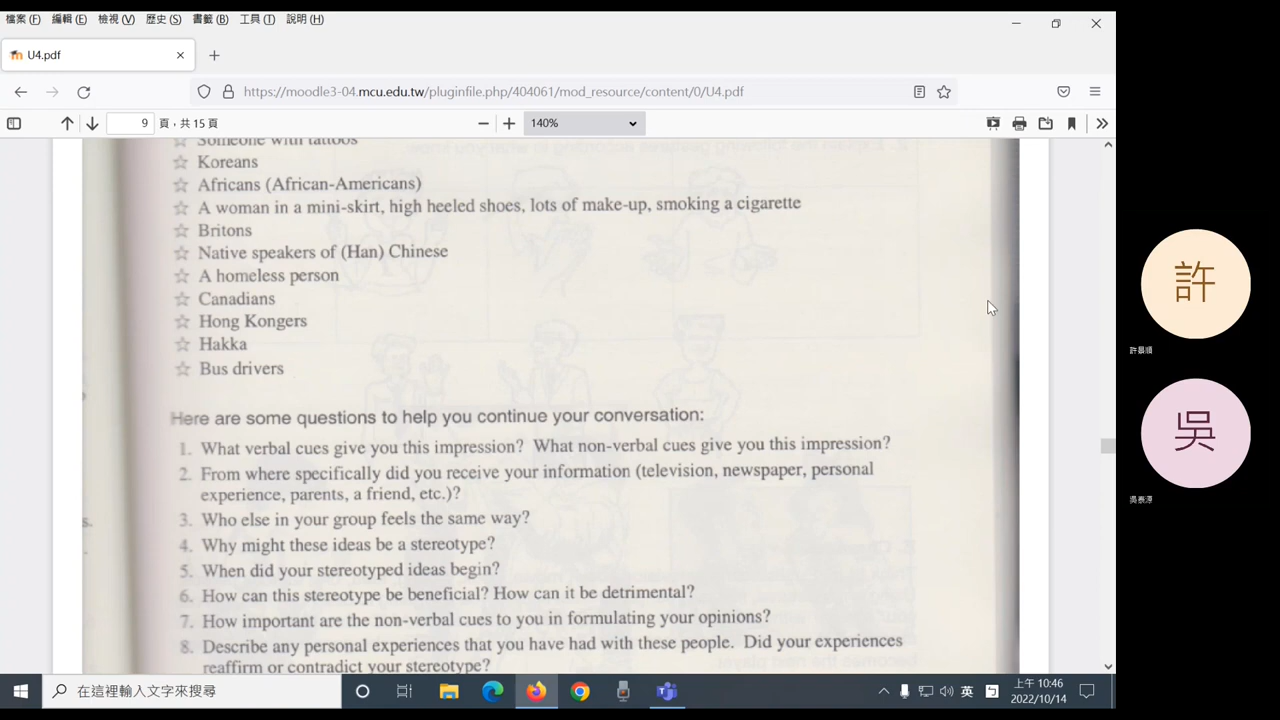 檔案 (F) 編輯 (E) 檢視 (V) 歷史 (S) 書籤 (B) 工具 (T) 說明 (H)
U4.pdf
https://moodle3-04.mcu.edu.tw/pluginfile.php/404061/mod_resource/content/0/U4.pdf
9 頁，共 15 頁
140%
Someone with tattoos
☆ Koreans
☆ Africans (African-Americans)
☆ A woman in a mini-skirt, high heeled shoes, lots of make-up, smoking a cigarette
☆ Britons
☆ Native speakers of (Han) Chinese
☆ A homeless person
☆ Canadians
☆ Hong Kongers
☆ Hakka
☆ Bus drivers
Here are some questions to help you continue your conversation:
1. What verbal cues give you this impression? What non-verbal cues give you this impression?
2. From where specifically did you receive your information (television, newspaper, personal
experience, parents, a friend, etc.)?
3. Who else in your group feels the same way?
4. Why might these ideas be a stereotype?
5. When did your stereotyped ideas begin?
6. How can this stereotype be beneficial? How can it be detrimental?
7. How important are the non-verbal cues to you in formulating your opinions?
8. Describe any personal experiences that you have had with these people. Did your experiences
reaffirm or contradict your stereotype?
許
許景順
吳
在這裡輸入文字來搜尋
英
上午 10:46
2022/10/14